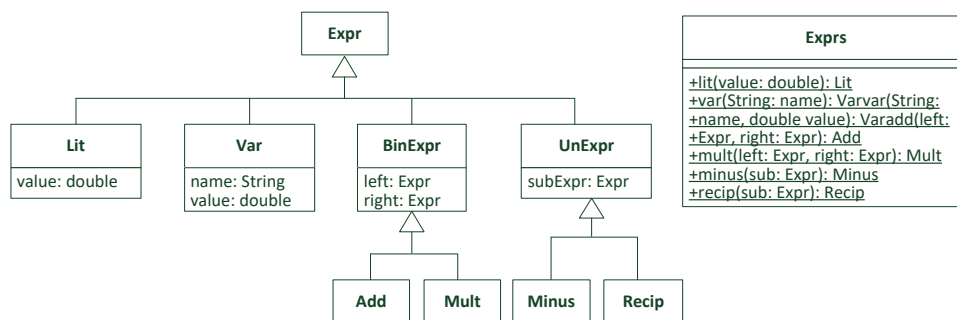 Expr
Exprs
+lit(value: double): Lit
+var(String: name): Varvar(String:
+name, double value): Varadd(left:
+Expr, right: Expr): Add
+mult(left: Expr, right: Expr): Mult
+minus(sub: Expr): Minus
+recip(sub: Expr): Recip
Lit
value: double
Var
name: String
value: double
BinExpr
left: Expr
right: Expr
UnExpr
subExpr: Expr
Add
Mult
Minus
Recip